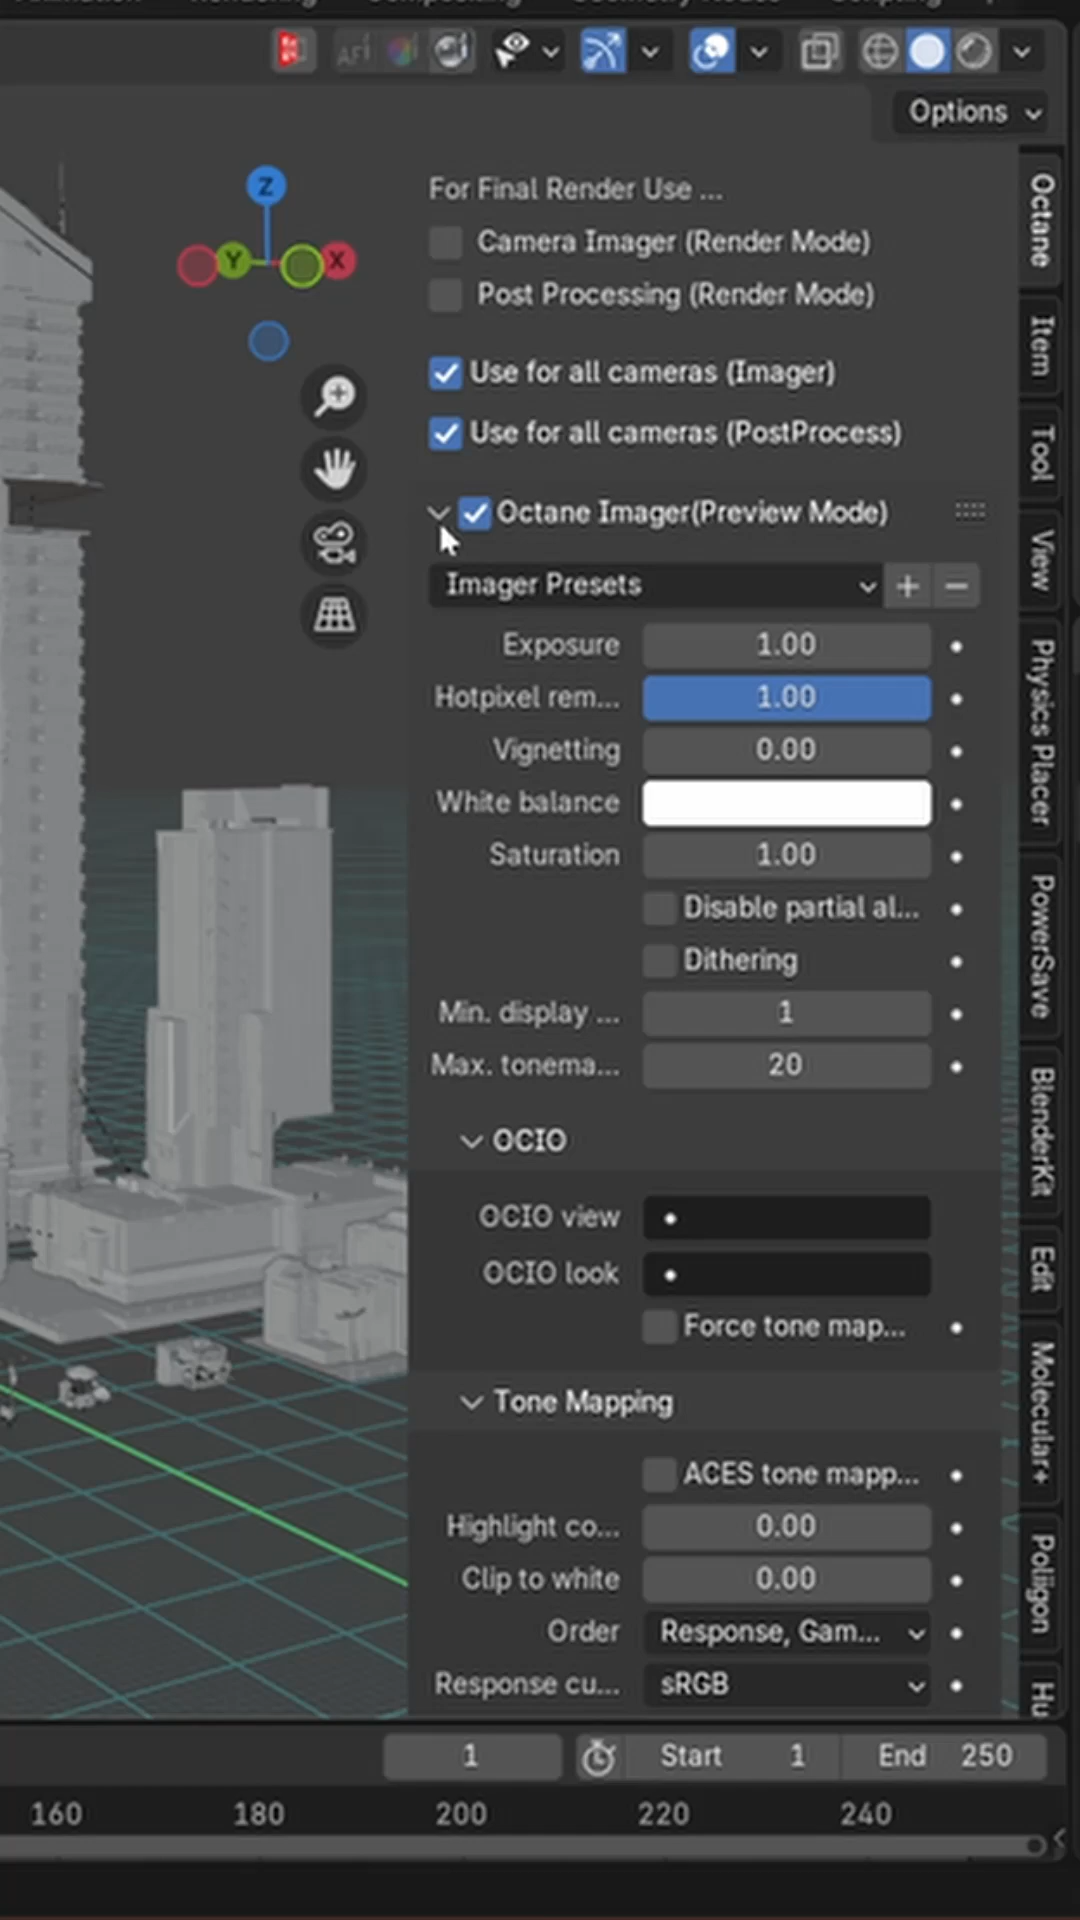 Options
Z
Y
X
For Final Render Use ...
Camera Imager (Render Mode)
Post Processing (Render Mode)
Use for all cameras (Imager)
Use for all cameras (PostProcess)
Octane Imager(Preview Mode)
Imager Presets
Exposure 1.00
Hotpixel rem... 1.00
Vignetting 0.00
White balance
Saturation 1.00
Disable partial al...
Dithering
Min. display ... 1
Max. tonema... 20
OCIO
OCIO view
OCIO look
Force tone map...
Tone Mapping
ACES tone mapp...
Highlight co... 0.00
Clip to white 0.00
Order Response, Gam...
Response cu... sRGB
Octane
Item
Tool
View
Physics Placer
PowerSave
BlenderKit
Edit
Molecular+
Poliigon
Hu
1 Start 1 End 250
160 180 200 220 240